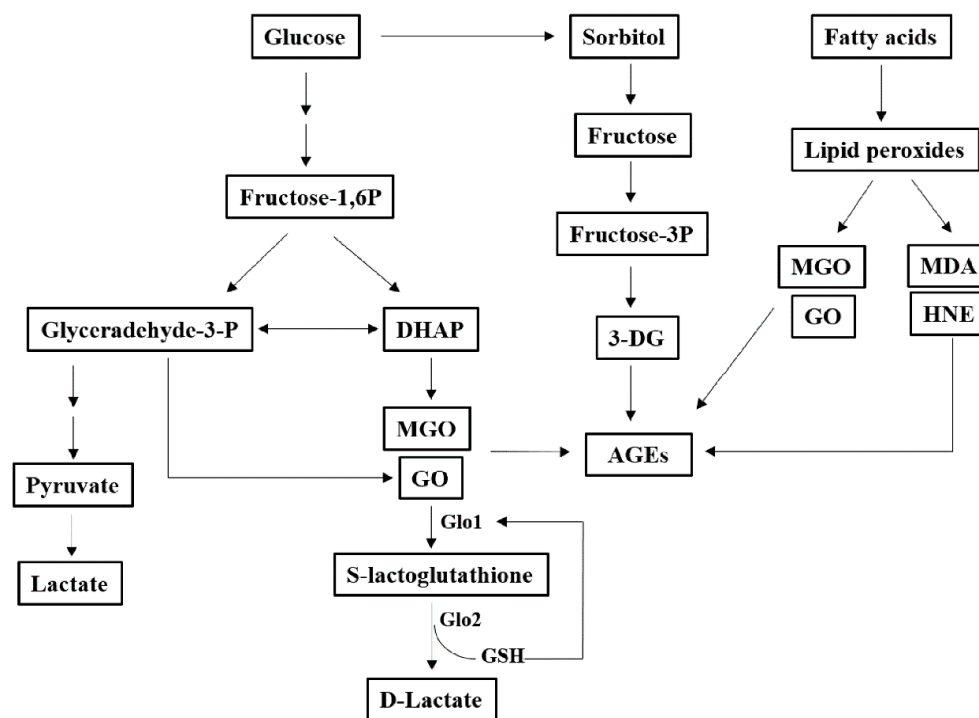 Glucose
Sorbitol
Fatty acids
Fructose
Lipid peroxides
Fructose-1,6P
Fructose-3P
MGO
MDA
GO
HNE
Glyceradehyde-3-P
DHAP
3-DG
MGO
AGEs
GO
Pyruvate
Glo1
S-lactoglutathione
Lactate
Glo2
GSH
D-Lactate